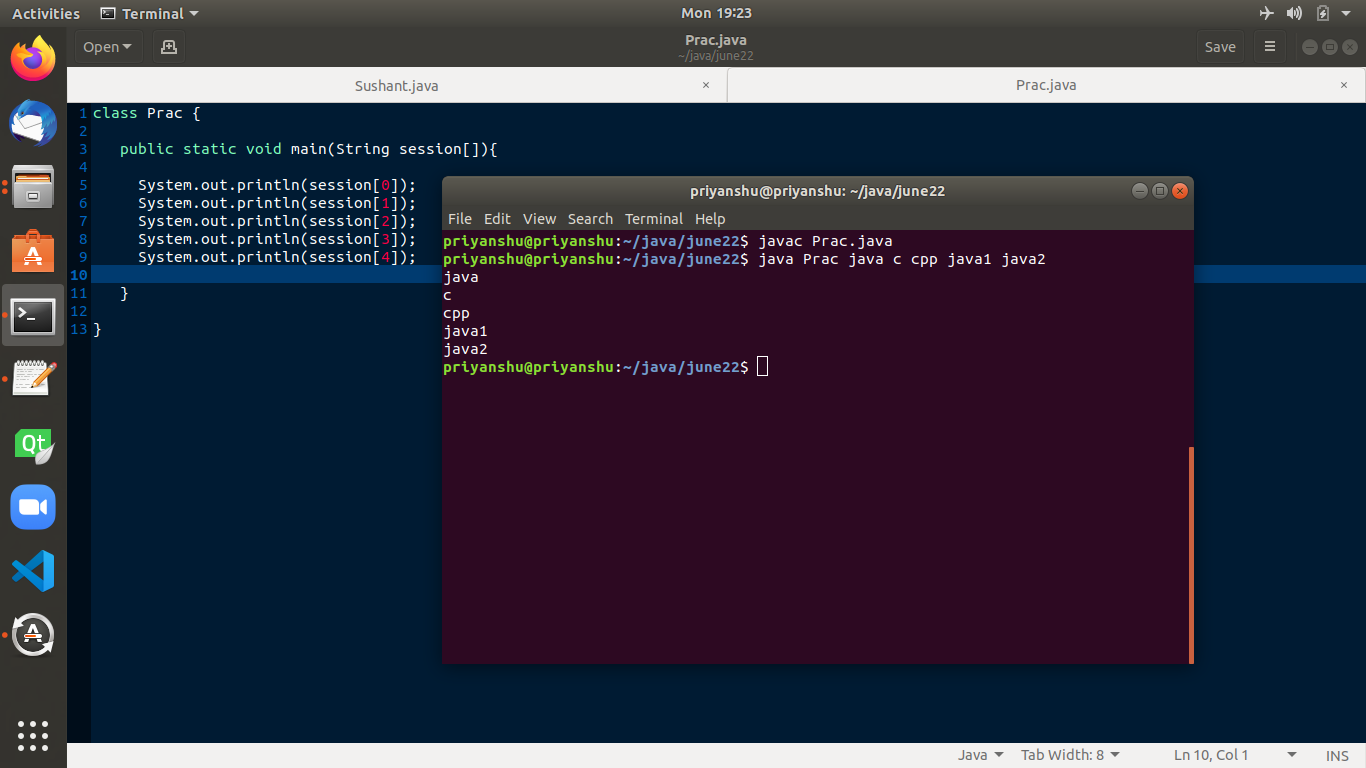 Activities Terminal Mon 19:23
Open Prac.java Save
~/java/june22
Sushant.java × Prac.java ×
1 class Prac {
2
3 public static void main(String session[]){
4
5 System.out.println(session[0]);
6 System.out.println(session[1]);
7 System.out.println(session[2]);
8 System.out.println(session[3]);
9 System.out.println(session[4]);
10
11 }
12
13 }
priyanshu@priyanshu: ~/java/june22
File Edit View Search Terminal Help
priyanshu@priyanshu:~/java/june22$ javac Prac.java
priyanshu@priyanshu:~/java/june22$ java Prac java c cpp java1 java2
java
c
cpp
java1
java2
priyanshu@priyanshu:~/java/june22$
Qt
Java Tab Width: 8 Ln 10, Col 1 INS